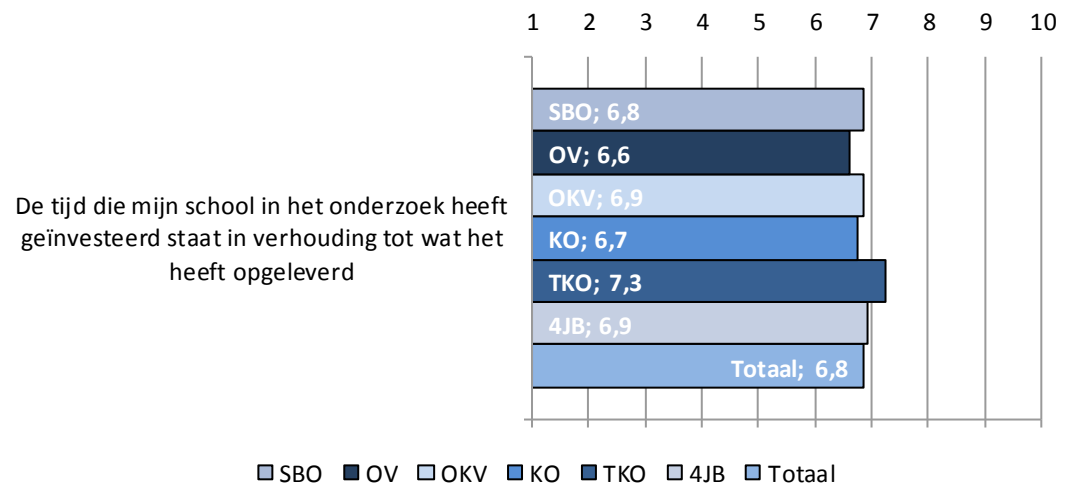 1 2 3 4 5 6 7 8 9 10
SBO; 6,8
OV; 6,6
OKV; 6,9
KO; 6,7
TKO; 7,3
4JB; 6,9
Totaal; 6,8
De tijd die mijn school in het onderzoek heeft
geïnvesteerd staat in verhouding tot wat het
heeft opgeleverd
SBO OV OKV KO TKO 4JB Totaal